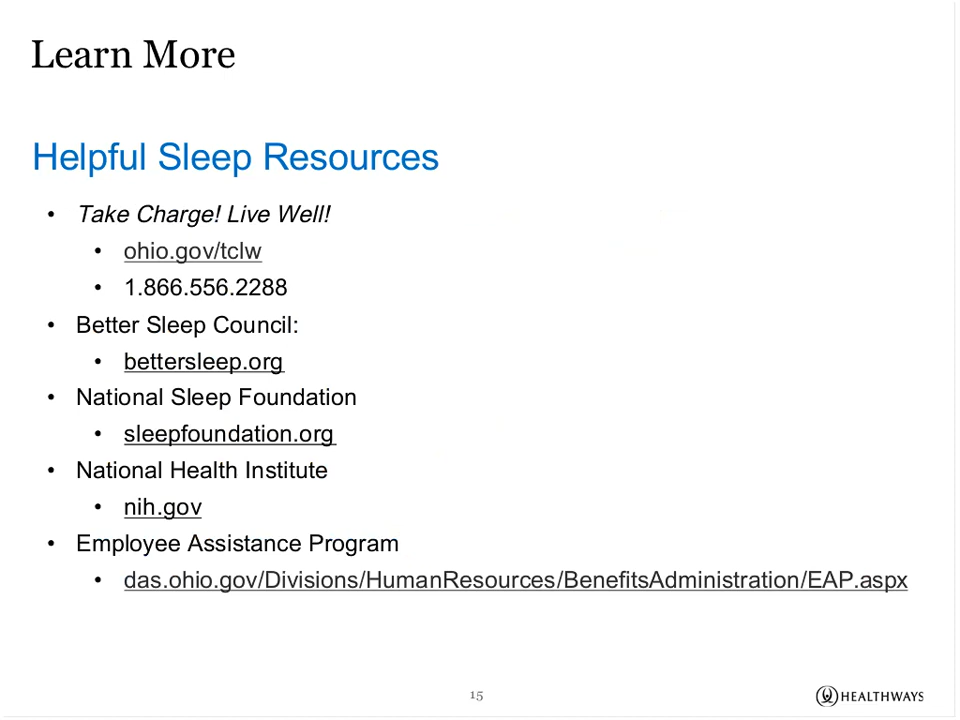 Learn More
Helpful Sleep Resources
• Take Charge! Live Well!
• ohio.gov/tclw
• 1.866.556.2288
• Better Sleep Council:
• bettersleep.org
• National Sleep Foundation
• sleepfoundation.org
• National Health Institute
• nih.gov
• Employee Assistance Program
• das.ohio.gov/Divisions/HumanResources/BenefitsAdministration/EAP.aspx
15
HEALTHWAYS